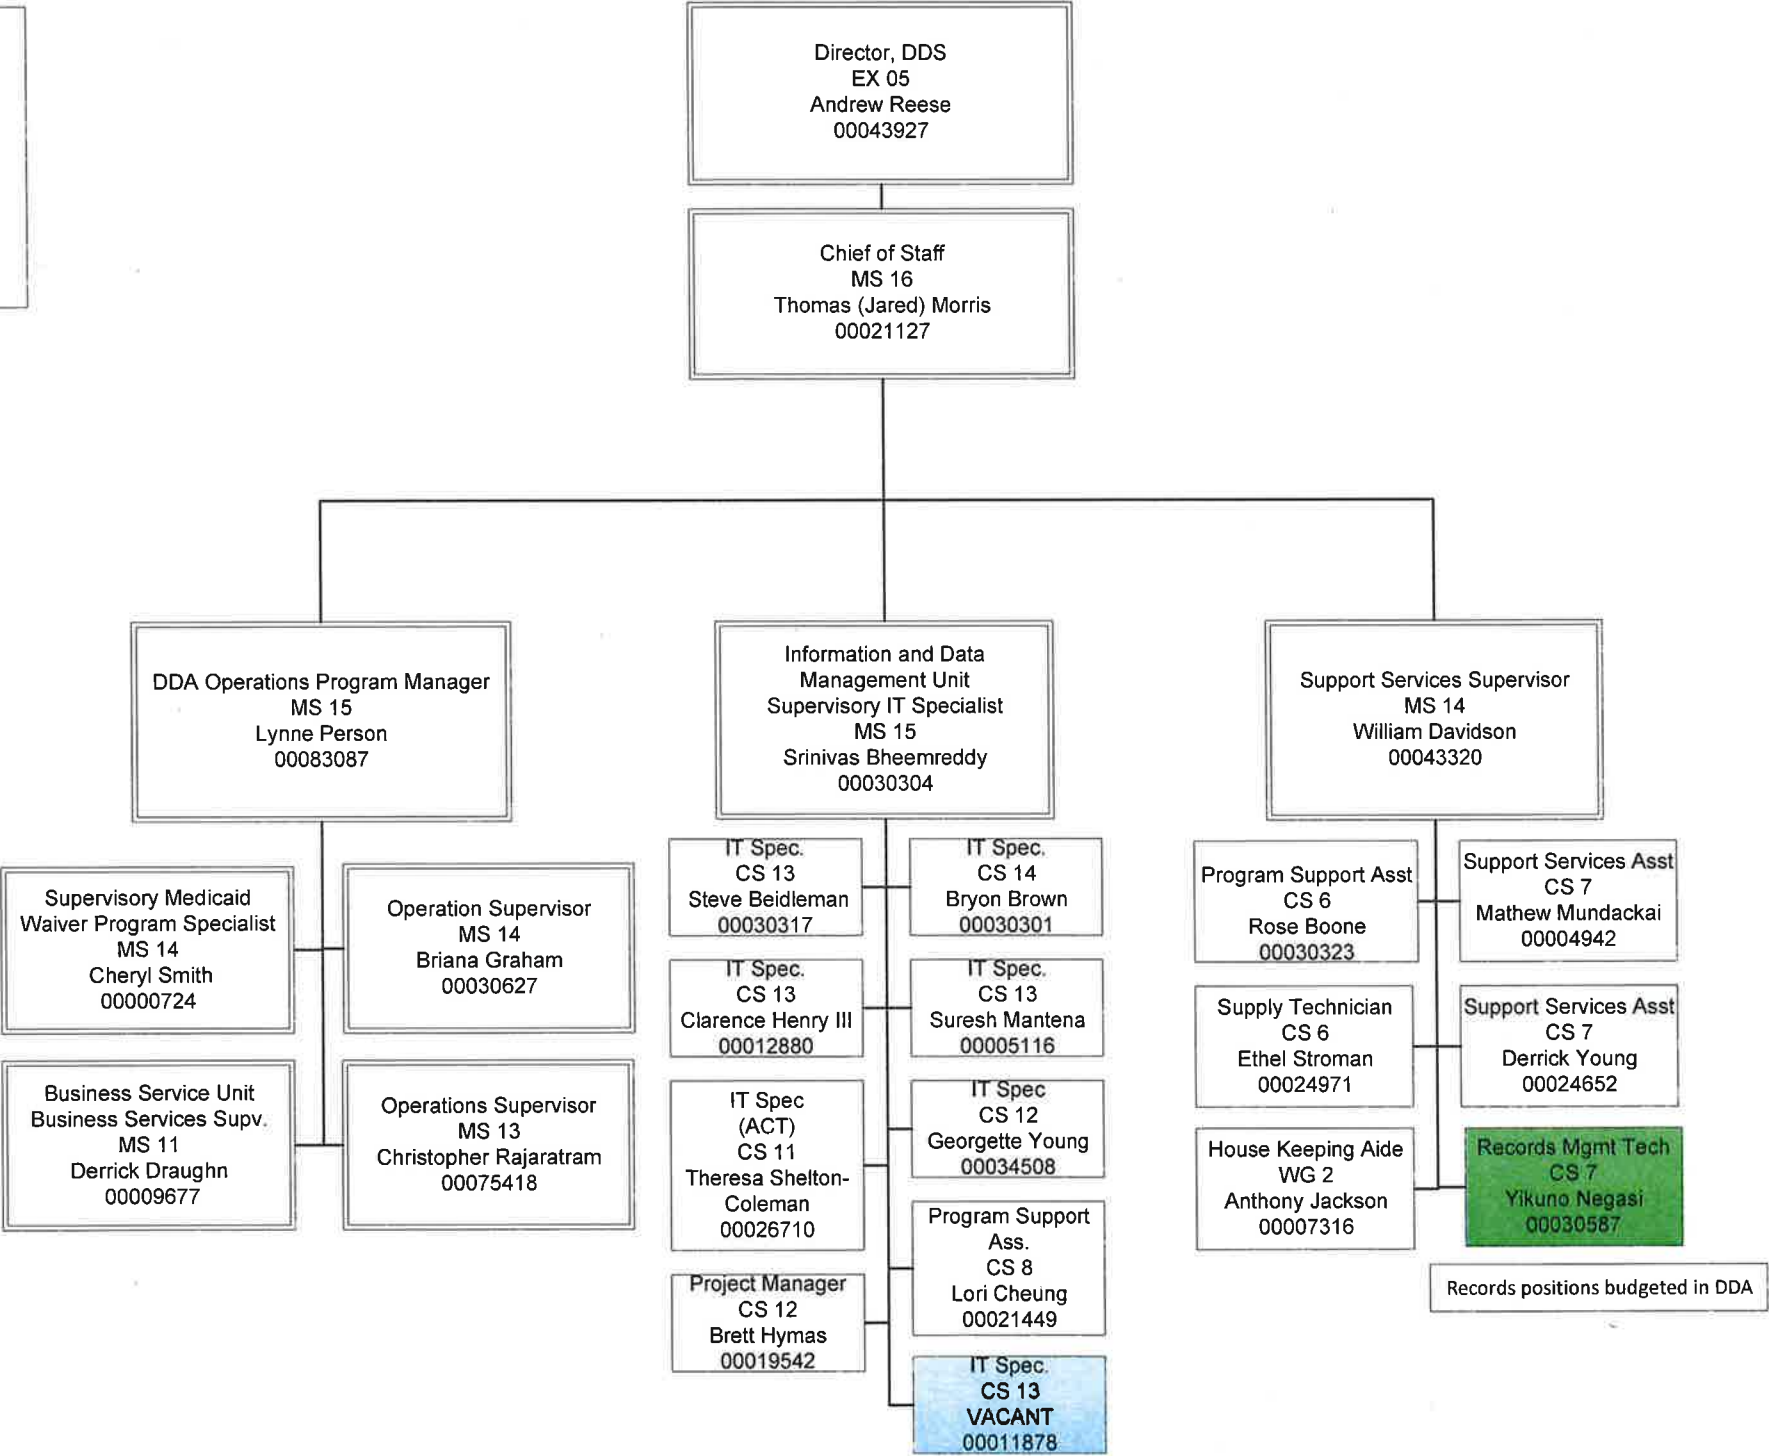 Director, DDS
EX 05
Andrew Reese
00043927
Chief of Staff
MS 16
Thomas (Jared) Morris
00021127
DDA Operations Program Manager
MS 15
Lynne Person
00083087
Supervisory Medicaid
Waiver Program Specialist
MS 14
Cheryl Smith
00000724
Operation Supervisor
MS 14
Briana Graham
00030627
Business Service Unit
Business Services Supv.
MS 11
Derrick Draughn
00009677
Operations Supervisor
MS 13
Christopher Rajaratram
00075418
Information and Data
Management Unit
Supervisory IT Specialist
MS 15
Srinivas Bheemreddy
00030304
IT Spec.
CS 13
Steve Beidleman
00030317
IT Spec.
CS 14
Bryon Brown
00030301
IT Spec.
CS 13
Clarence Henry III
00012880
IT Spec.
CS 13
Suresh Mantena
00005116
IT Spec
(ACT)
CS 11
Theresa Shelton-
Coleman
00026710
IT Spec
CS 12
Georgette Young
00034508
Program Support
Ass.
CS 8
Lori Cheung
00021449
Project Manager
CS 12
Brett Hymas
00019542
IT Spec.
CS 13
VACANT
00011878
Support Services Supervisor
MS 14
William Davidson
00043320
Program Support Asst
CS 6
Rose Boone
00030323
Support Services Asst
CS 7
Mathew Mundackai
00004942
Supply Technician
CS 6
Ethel Stroman
00024971
Support Services Asst
CS 7
Derrick Young
00024652
House Keeping Aide
WG 2
Anthony Jackson
00007316
Records Mgmt Tech
CS 7
Yikuno Negasi
00030587
Records positions budgeted in DDA